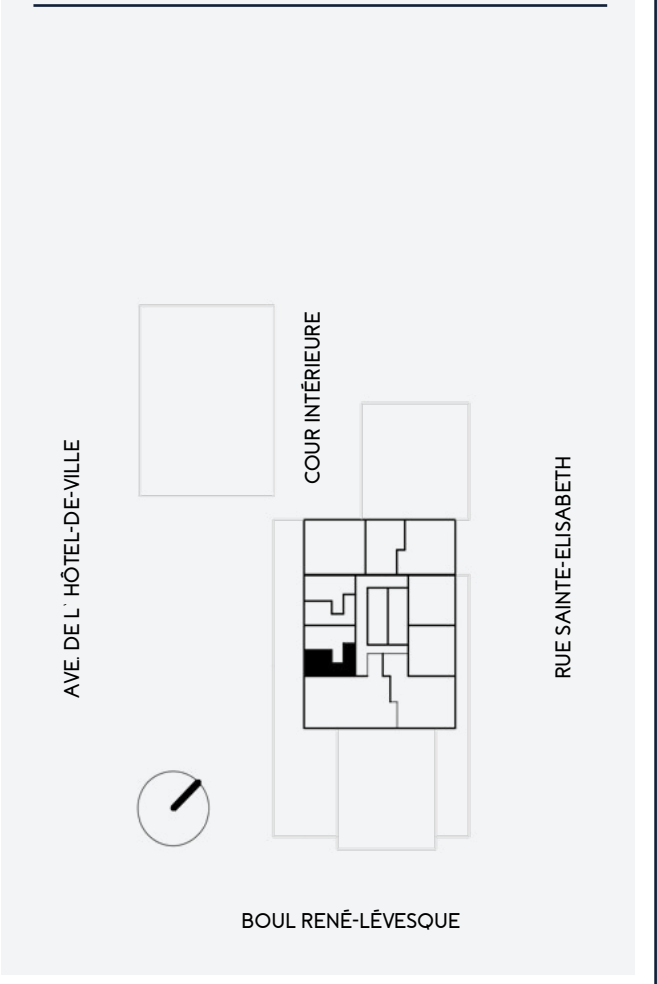 COUR INTÉRIEURE
AVE. DE L` HÔTEL-DE-VILLE
RUE SAINTE-ELISABETH
BOUL RENÉ-LÉVESQUE